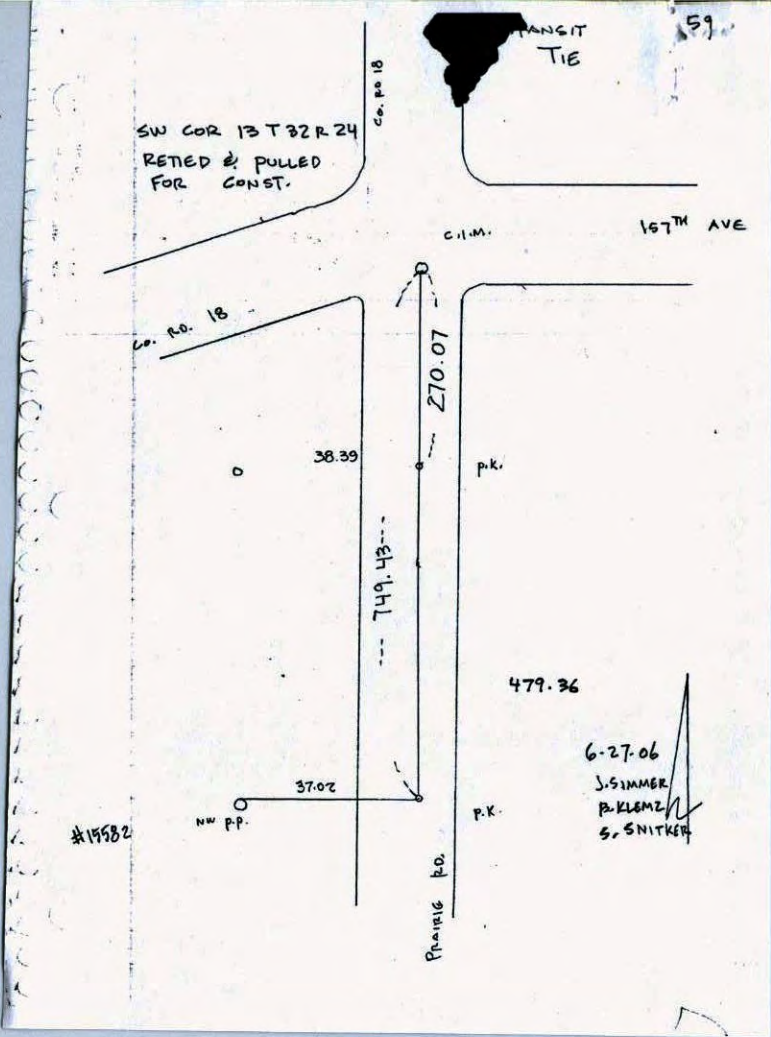 59
TIE
CO. RD 18
SW COR 13 T 32 R 24
RETIED & PULLED
FOR CONST.
157TH AVE
C.I.M.
CO. RD. 18
270.07
38.39
P.K.
--- 749.43---
479.36
6-27-06
J. SIMMER
B. KLEMZ
S. SNITKER
N
37.02
NW P.P.
P.K.
#15582
PRAIRIE RD.